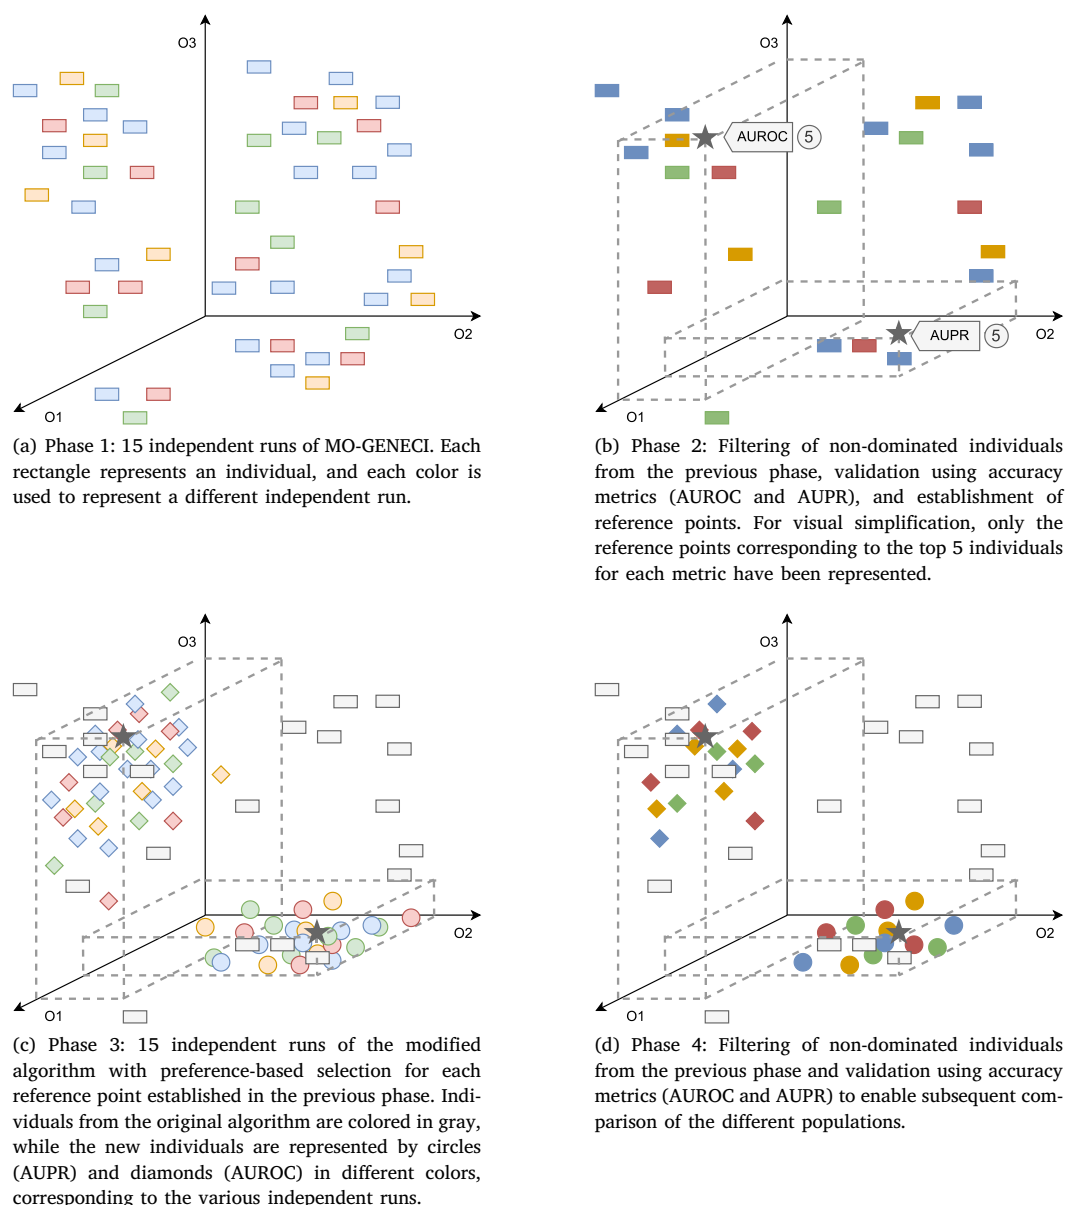 O3
O2
O1
(a) Phase 1: 15 independent runs of MO-GENECI. Each
rectangle represents an individual, and each color is
used to represent a different independent run.
O3
AUROC 5
O2
AUPR 5
O1
(b) Phase 2: Filtering of non-dominated individuals
from the previous phase, validation using accuracy
metrics (AUROC and AUPR), and establishment of
reference points. For visual simplification, only the
reference points corresponding to the top 5 individuals
for each metric have been represented.
O3
O2
O1
(c) Phase 3: 15 independent runs of the modified
algorithm with preference-based selection for each
reference point established in the previous phase. Indi-
viduals from the original algorithm are colored in gray,
while the new individuals are represented by circles
(AUPR) and diamonds (AUROC) in different colors,
corresponding to the various independent runs.
O3
O2
O1
(d) Phase 4: Filtering of non-dominated individuals
from the previous phase and validation using accuracy
metrics (AUROC and AUPR) to enable subsequent com-
parison of the different populations.